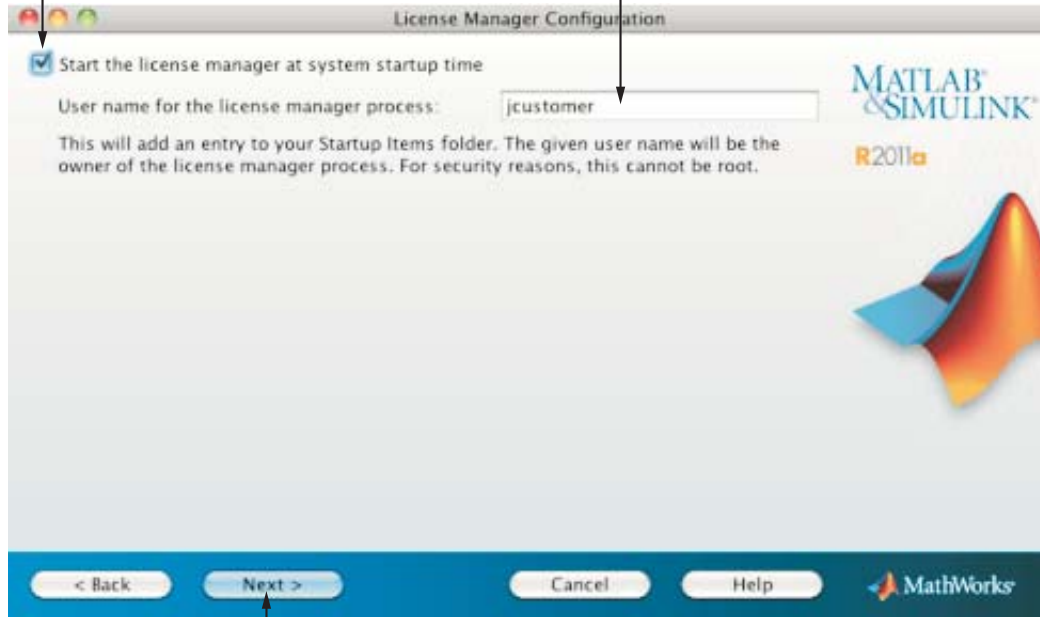 License Manager Configuration
Start the license manager at system startup time
User name for the license manager process:
jcustomer
This will add an entry to your Startup Items folder. The given user name will be the
owner of the license manager process. For security reasons, this cannot be root.
MATLAB®
&SIMULINK®
R2011a
< Back
Next >
Cancel
Help
MathWorks®